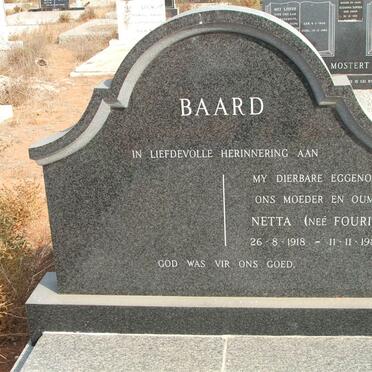 BAARD
IN LIEFDEVOLLE HERINNERING AAN
MY DIERBARE EGGENO
ONS MOEDER EN OUM
NETTA (NEÉ FOURI
26-8-1918 - 11-11-19
GOD WAS VIR ONS GOED.
MOSTERT